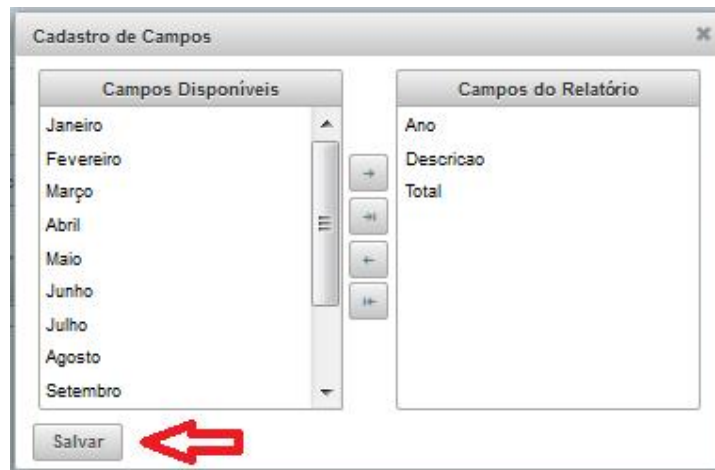 Cadastro de Campos
Campos Disponíveis
Janeiro
Fevereiro
Março
Abril
Maio
Junho
Julho
Agosto
Setembro
Campos do Relatório
Ano
Descricao
Total
Salvar